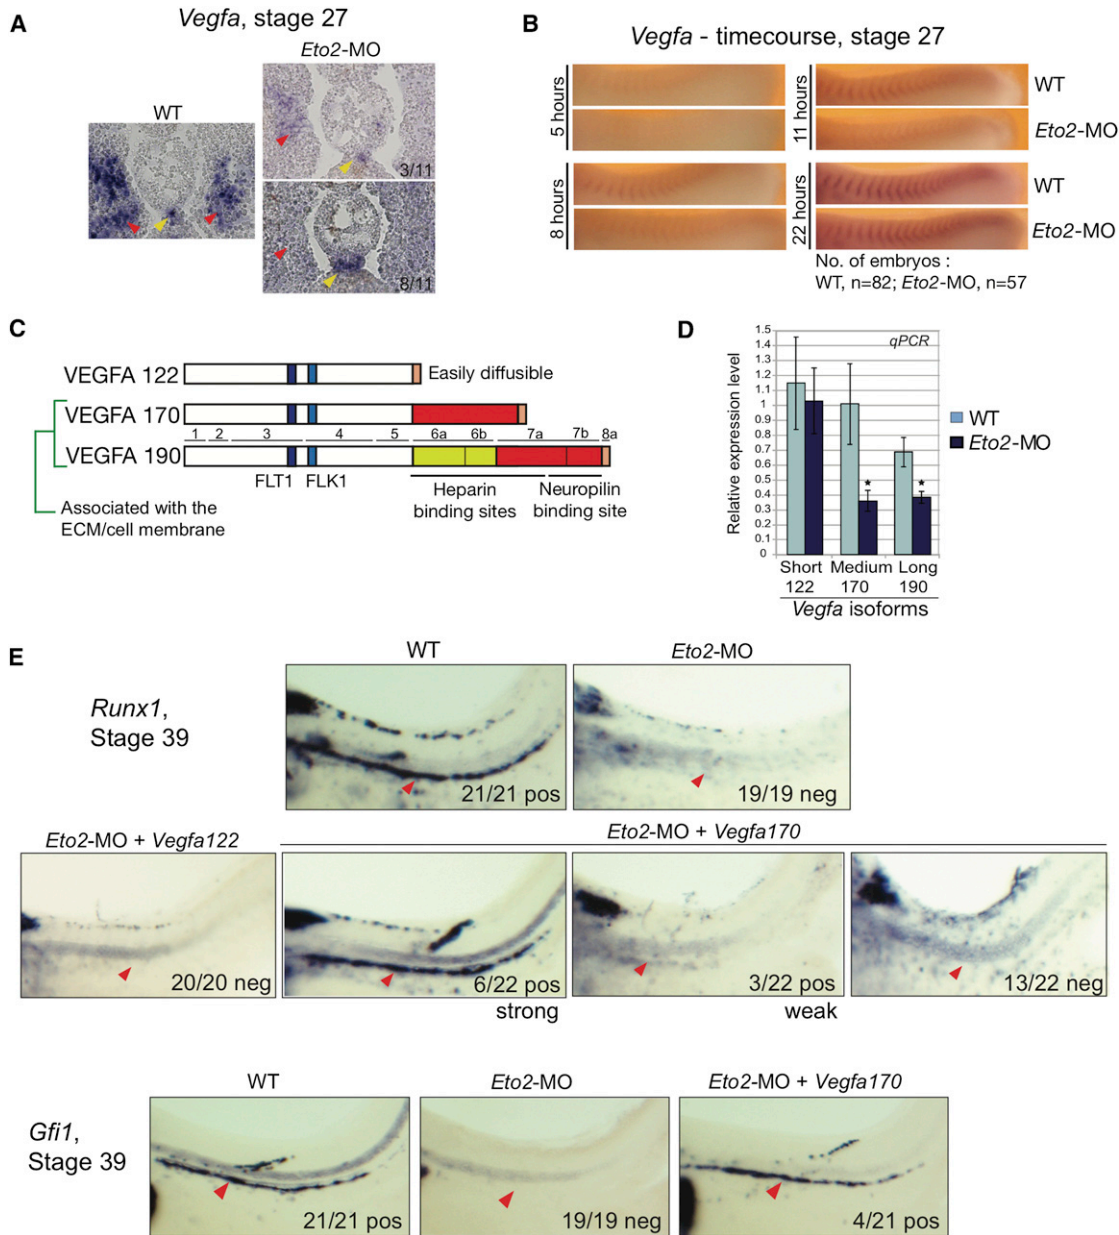 A
Vegfa, stage 27
WT
Eto2-MO
3/11
8/11
B
Vegfa - timecourse, stage 27
5 hours
8 hours
11 hours
WT
Eto2-MO
22 hours
WT
Eto2-MO
No. of embryos :
WT, n=82; Eto2-MO, n=57
C
VEGFA 122
Easily diffusible
VEGFA 170
1 2 3 4 5 6a 6b 7a 7b 8a
VEGFA 190
FLT1 FLK1
Heparin
binding sites
Neuropilin
binding site
Associated with the
ECM/cell membrane
D
qPCR
Relative expression level
1.5
1.4
1.3
1.2
1.1
1
0.9
0.8
0.7
0.6
0.5
0.4
0.3
0.2
0.1
0
* *
WT
Eto2-MO
Short Medium Long
122 170 190
Vegfa isoforms
E
Runx1,
Stage 39
WT
21/21 pos
Eto2-MO
19/19 neg
Eto2-MO + Vegfa122
20/20 neg
Eto2-MO + Vegfa170
6/22 pos
strong
3/22 pos
weak
13/22 neg
Gfi1,
Stage 39
WT
21/21 pos
Eto2-MO
19/19 neg
Eto2-MO + Vegfa170
4/21 pos